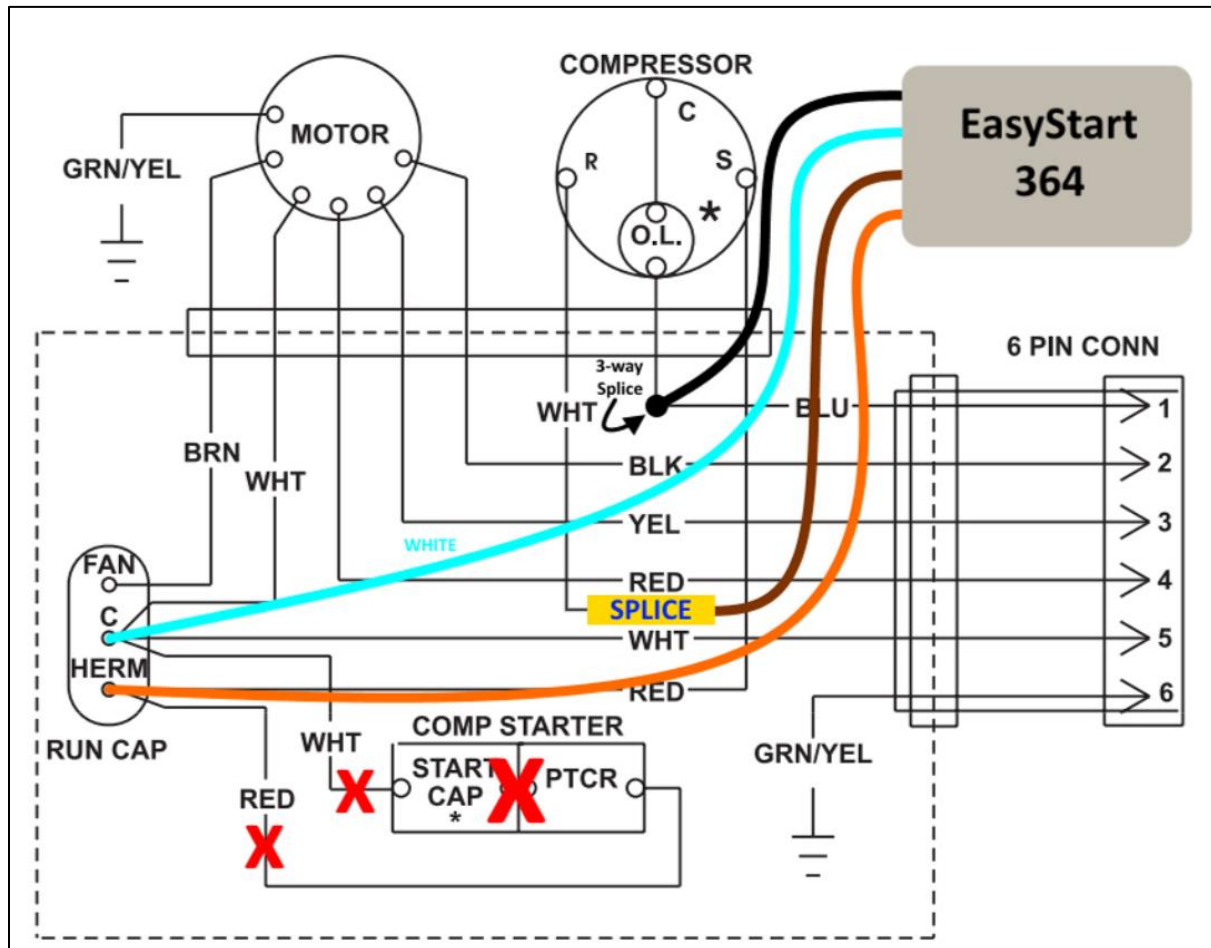 COMPRESSOR
EasyStart
364
MOTOR
C
GRN/YEL
R
S
*
O.L.
6 PIN CONN
3-way
Splice
WHT
BLU
1
BRN
BLK
2
WHT
YEL
3
WHITE
FAN
RED
4
C
SPLICE
WHT
5
HERM
RED
6
RUN CAP
COMP STARTER
WHT
GRN/YEL
START
CAP
*
X
X
PTCR
RED
X